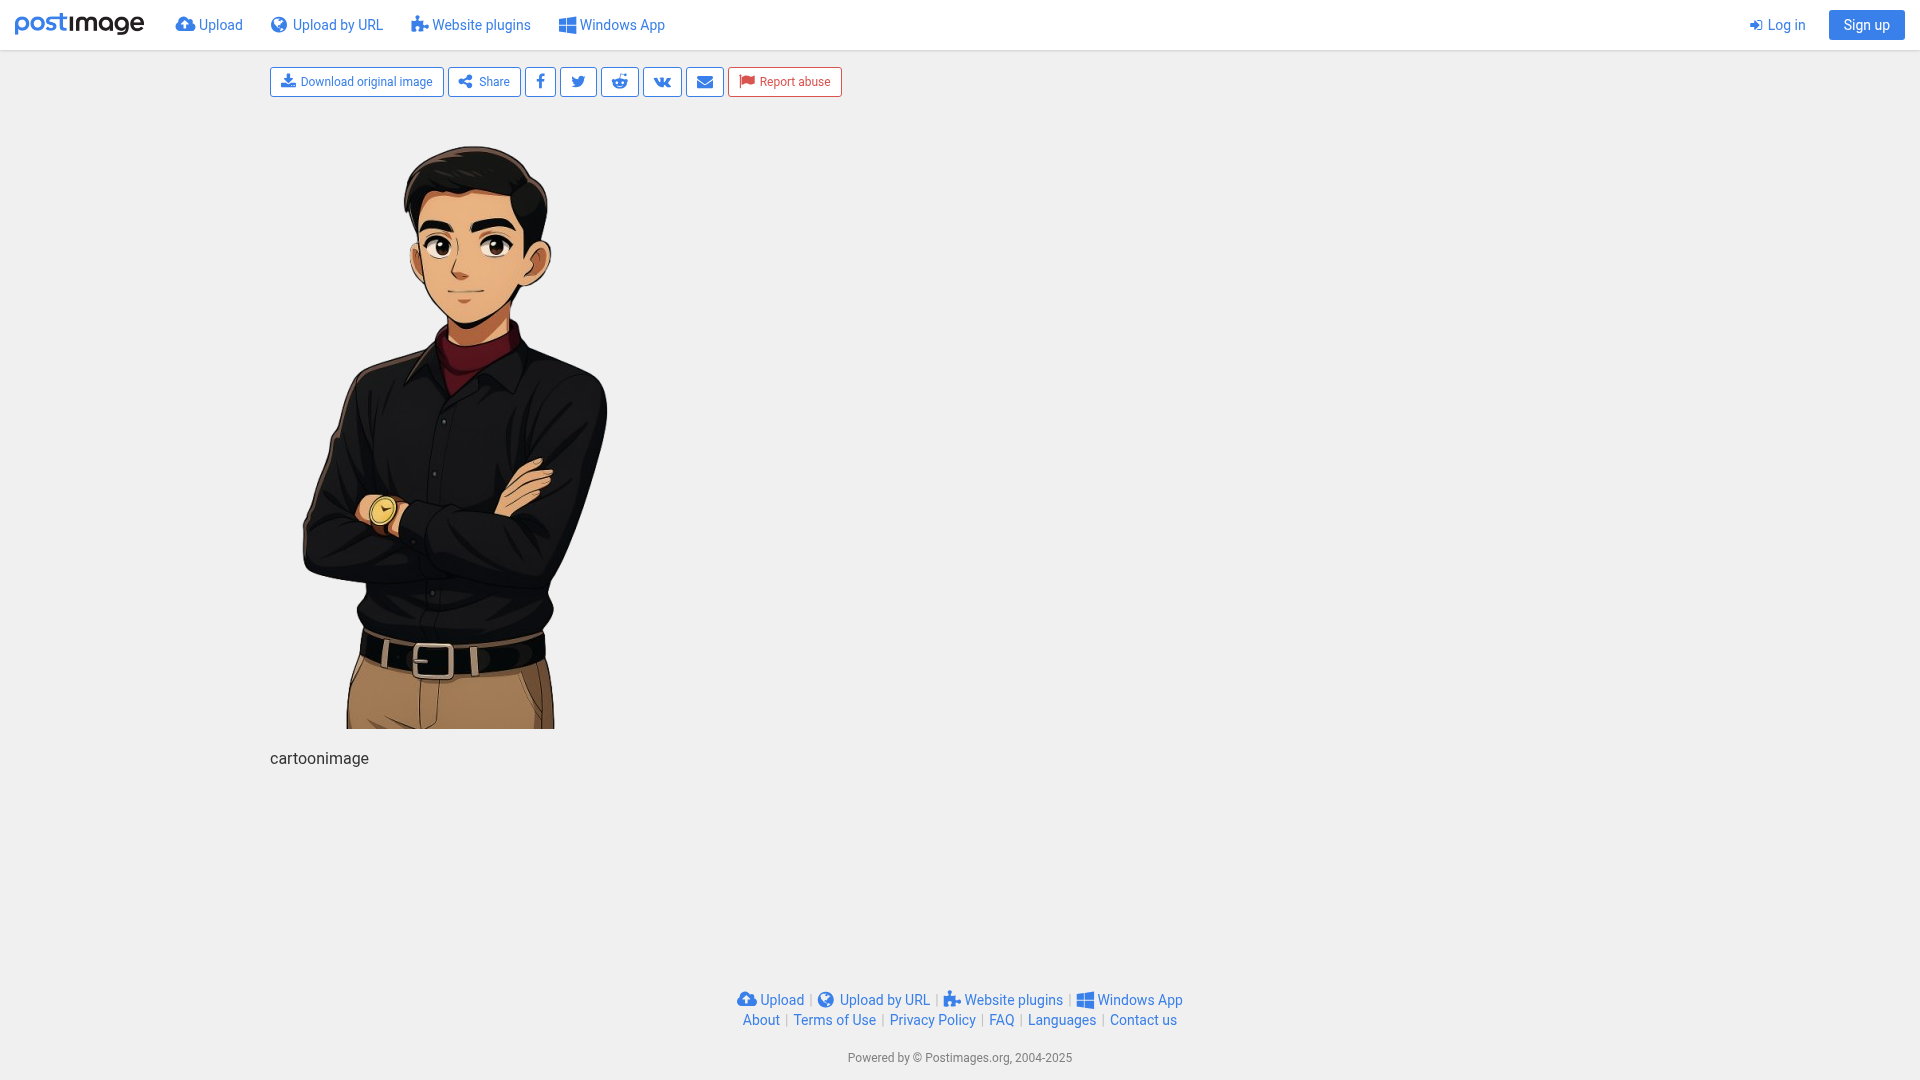 postimage Upload Upload by URL Website plugins Windows App Log in Sign up
Download original image Share Report abuse
cartoonimage
Upload | Upload by URL | Website plugins | Windows App
About | Terms of Use | Privacy Policy | FAQ | Languages | Contact us
Powered by © Postimages.org, 2004-2025